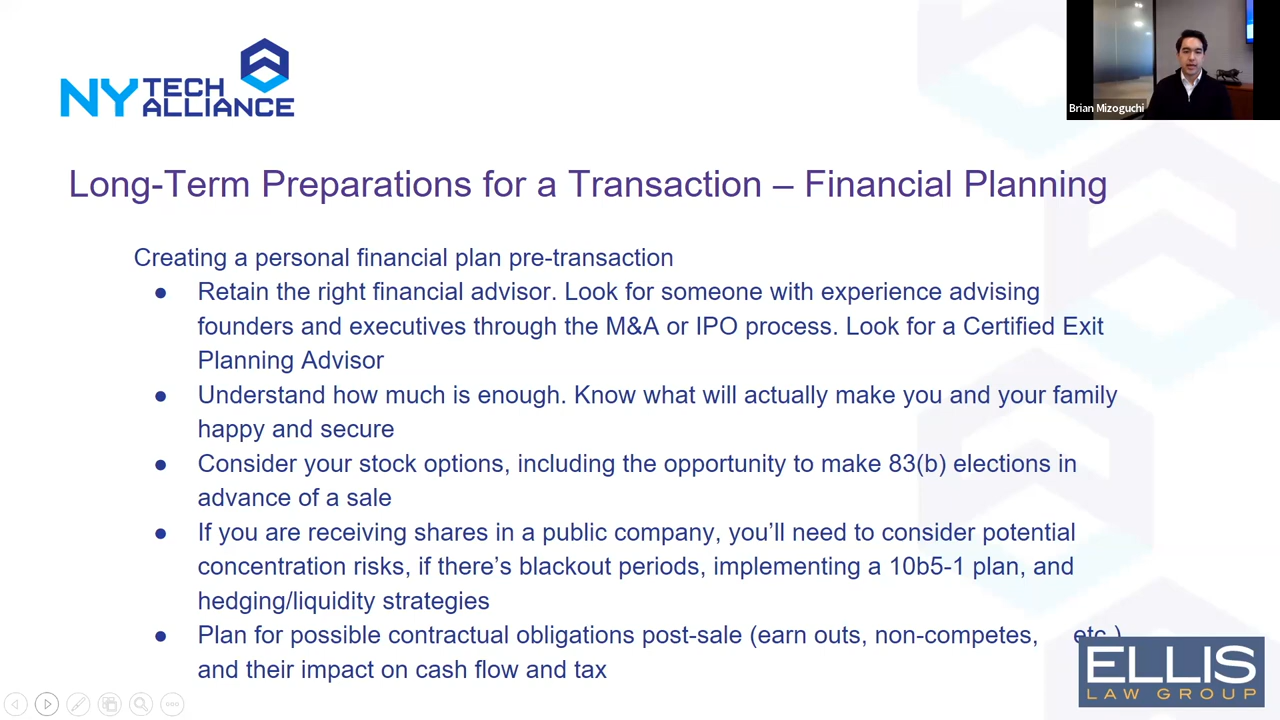 NY TECH ALLIANCE
Brian Mizoguchi
Long-Term Preparations for a Transaction – Financial Planning
Creating a personal financial plan pre-transaction
● Retain the right financial advisor. Look for someone with experience advising
founders and executives through the M&A or IPO process. Look for a Certified Exit
Planning Advisor
● Understand how much is enough. Know what will actually make you and your family
happy and secure
● Consider your stock options, including the opportunity to make 83(b) elections in
advance of a sale
● If you are receiving shares in a public company, you’ll need to consider potential
concentration risks, if there’s blackout periods, implementing a 10b5-1 plan, and
hedging/liquidity strategies
● Plan for possible contractual obligations post-sale (earn outs, non-competes, etc.)
and their impact on cash flow and tax
ELLIS
LAW GROUP